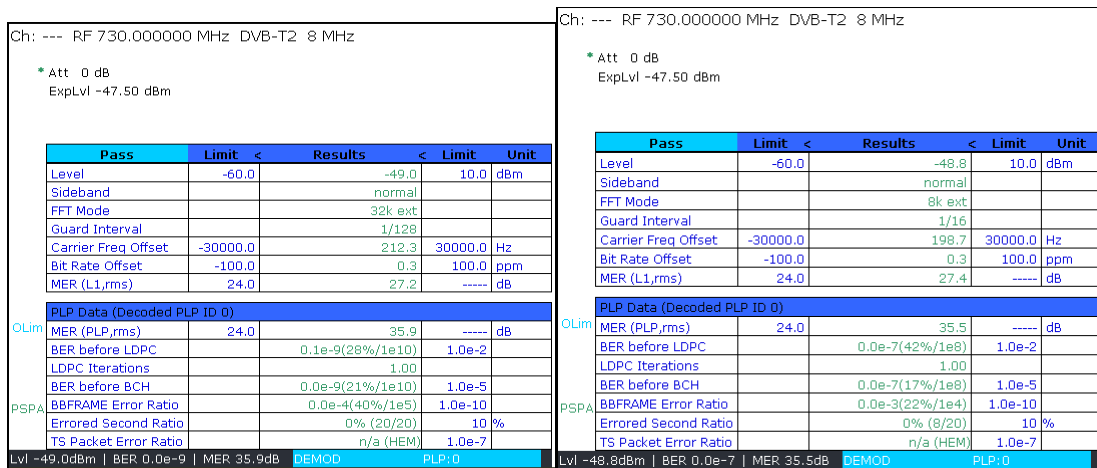 Ch: --- RF 730.000000 MHz DVB-T2 8 MHz
* Att 0 dB
ExpLvl -47.50 dBm
Pass Limit < Results < Limit Unit
Level -60.0 -49.0 10.0 dBm
Sideband normal
FFT Mode 32k ext
Guard Interval 1/128
Carrier Freq Offset -30000.0 212.3 30000.0 Hz
Bit Rate Offset -100.0 0.3 100.0 ppm
MER (L1,rms) 24.0 27.2 ----- dB
PLP Data (Decoded PLP ID 0)
OLim MER (PLP,rms) 24.0 35.9 ----- dB
BER before LDPC 0.1e-9(28%/1e10) 1.0e-2
LDPC Iterations 1.00
BER before BCH 0.0e-9(21%/1e10) 1.0e-5
PSPA BBFRAME Error Ratio 0.0e-4(40%/1e5) 1.0e-10
Errored Second Ratio 0% (20/20) 10 %
TS Packet Error Ratio n/a (HEM) 1.0e-7
Lvl -49.0dBm | BER 0.0e-9 | MER 35.9dB DEMOD PLP:0
Ch: --- RF 730.000000 MHz DVB-T2 8 MHz
* Att 0 dB
ExpLvl -47.50 dBm
Pass Limit < Results < Limit Unit
Level -60.0 -48.8 10.0 dBm
Sideband normal
FFT Mode 8k ext
Guard Interval 1/16
Carrier Freq Offset -30000.0 198.7 30000.0 Hz
Bit Rate Offset -100.0 0.3 100.0 ppm
MER (L1,rms) 24.0 27.4 ----- dB
PLP Data (Decoded PLP ID 0)
OLim MER (PLP,rms) 24.0 35.5 ----- dB
BER before LDPC 0.0e-7(42%/1e8) 1.0e-2
LDPC Iterations 1.00
BER before BCH 0.0e-7(17%/1e8) 1.0e-5
PSPA BBFRAME Error Ratio 0.0e-3(22%/1e4) 1.0e-10
Errored Second Ratio 0% (8/20) 10 %
TS Packet Error Ratio n/a (HEM) 1.0e-7
Lvl -48.8dBm | BER 0.0e-7 | MER 35.5dB DEMOD PLP:0